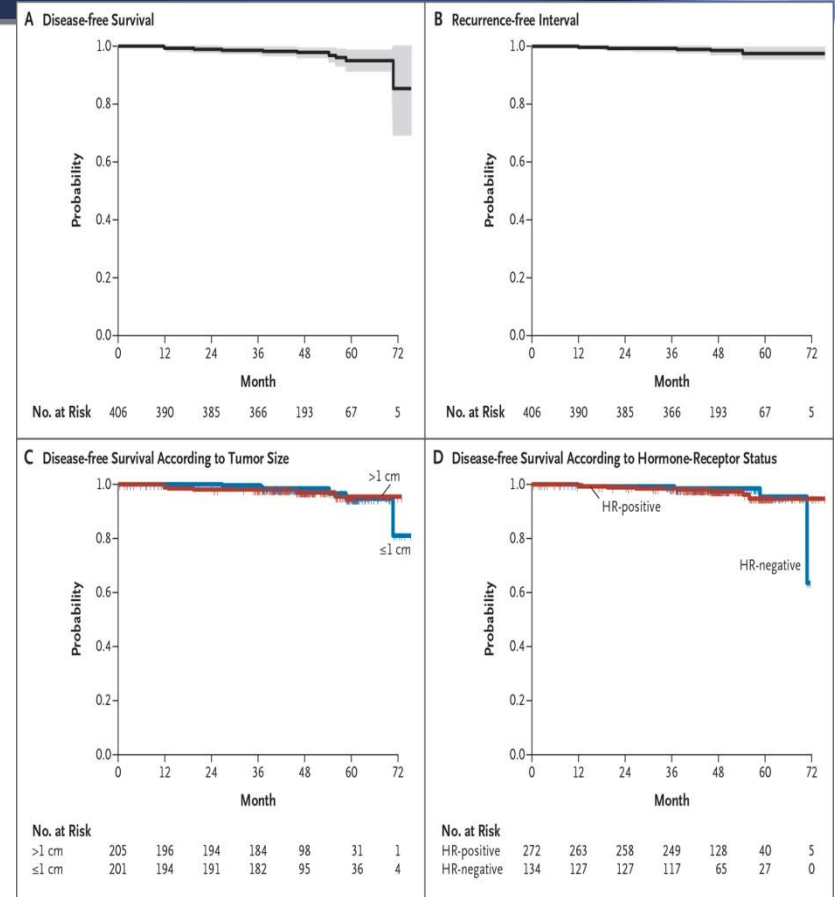 A Disease-free Survival
1.0
0.8
0.6
0.4
0.2
0.0
Probability
0 12 24 36 48 60 72
Month
No. at Risk 406 390 385 366 193 67 5
B Recurrence-free Interval
1.0
0.8
0.6
0.4
0.2
0.0
Probability
0 12 24 36 48 60 72
Month
No. at Risk 406 390 385 366 193 67 5
C Disease-free Survival According to Tumor Size
>1 cm
≤1 cm
1.0
0.8
0.6
0.4
0.2
0.0
Probability
0 12 24 36 48 60 72
Month
No. at Risk
>1 cm 205 196 194 184 98 31 1
≤1 cm 201 194 191 182 95 36 4
D Disease-free Survival According to Hormone-Receptor Status
HR-positive
HR-negative
1.0
0.8
0.6
0.4
0.2
0.0
Probability
0 12 24 36 48 60 72
Month
No. at Risk
HR-positive 272 263 258 249 128 40 5
HR-negative 134 127 127 117 65 27 0